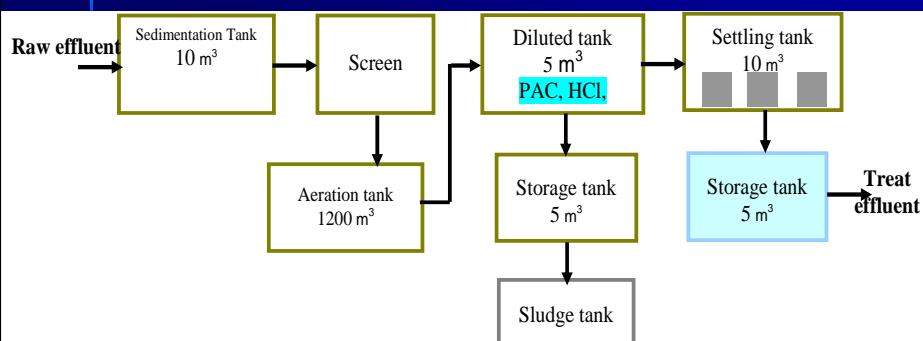 Raw effluent
Sedimentation Tank
10 m³
Screen
Aeration tank
1200 m³
Diluted tank
5 m³
PAC, HCl,
Settling tank
10 m³
Storage tank
5 m³
Storage tank
5 m³
Treat
effluent
Sludge tank